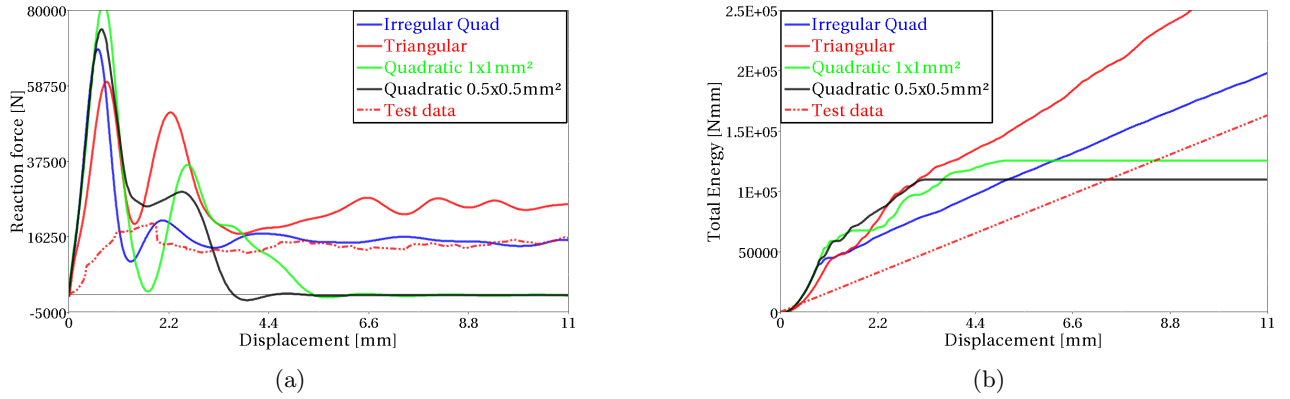 80000
58750
37500
16250
-5000
Reaction force [N]
Irregular Quad
Triangular
Quadratic 1x1mm²
Quadratic 0.5x0.5mm²
Test data
0 2.2 4.4 6.6 8.8 11
Displacement [mm]
(a)
2.5E+05
2E+05
1.5E+05
1E+05
50000
0
Total Energy [Nmm]
Irregular Quad
Triangular
Quadratic 1x1mm²
Quadratic 0.5x0.5mm²
Test data
0 2.2 4.4 6.6 8.8 11
Displacement [mm]
(b)